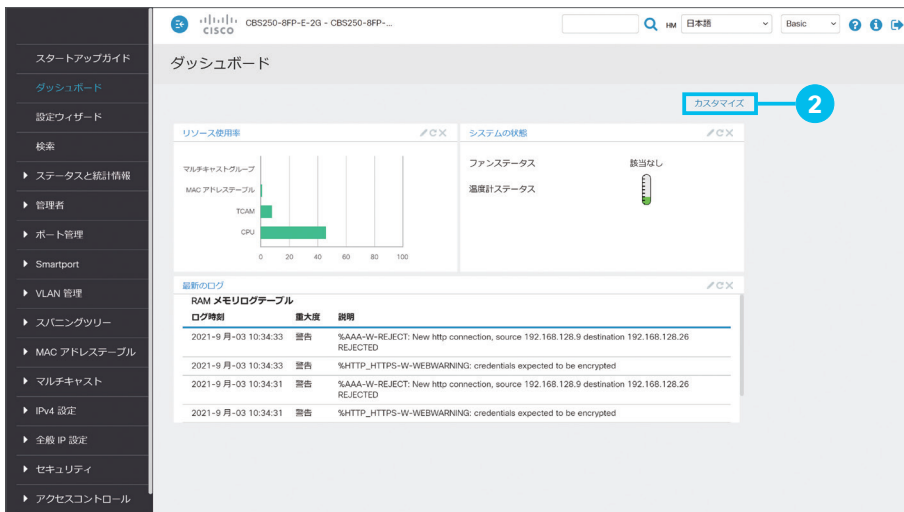 CISCO
CBS250-8FP-E-2G - CBS250-8FP-...
HM
日本語
Basic
スタートアップガイド
ダッシュボード
設定ウィザード
検索
ステータスと統計情報
管理者
ポート管理
Smartport
VLAN 管理
スパニングツリー
MAC アドレステーブル
マルチキャスト
IPv4 設定
全般 IP 設定
セキュリティ
アクセスコントロール
ダッシュボード
カスタマイズ
2
リソース使用率
マルチキャストグループ
MAC アドレステーブル
TCAM
CPU
0 20 40 60 80 100
システムの状態
ファンステータス 該当なし
温度計ステータス
最新のログ
RAM メモリログテーブル
ログ時刻 重大度 説明
2021-9 月-03 10:34:33 警告 %AAA-W-REJECT: New http connection, source 192.168.128.9 destination 192.168.128.26
REJECTED
2021-9 月-03 10:34:33 警告 %HTTP_HTTPS-W-WEBWARNING: credentials expected to be encrypted
2021-9 月-03 10:34:31 警告 %AAA-W-REJECT: New http connection, source 192.168.128.9 destination 192.168.128.26
REJECTED
2021-9 月-03 10:34:31 警告 %HTTP_HTTPS-W-WEBWARNING: credentials expected to be encrypted